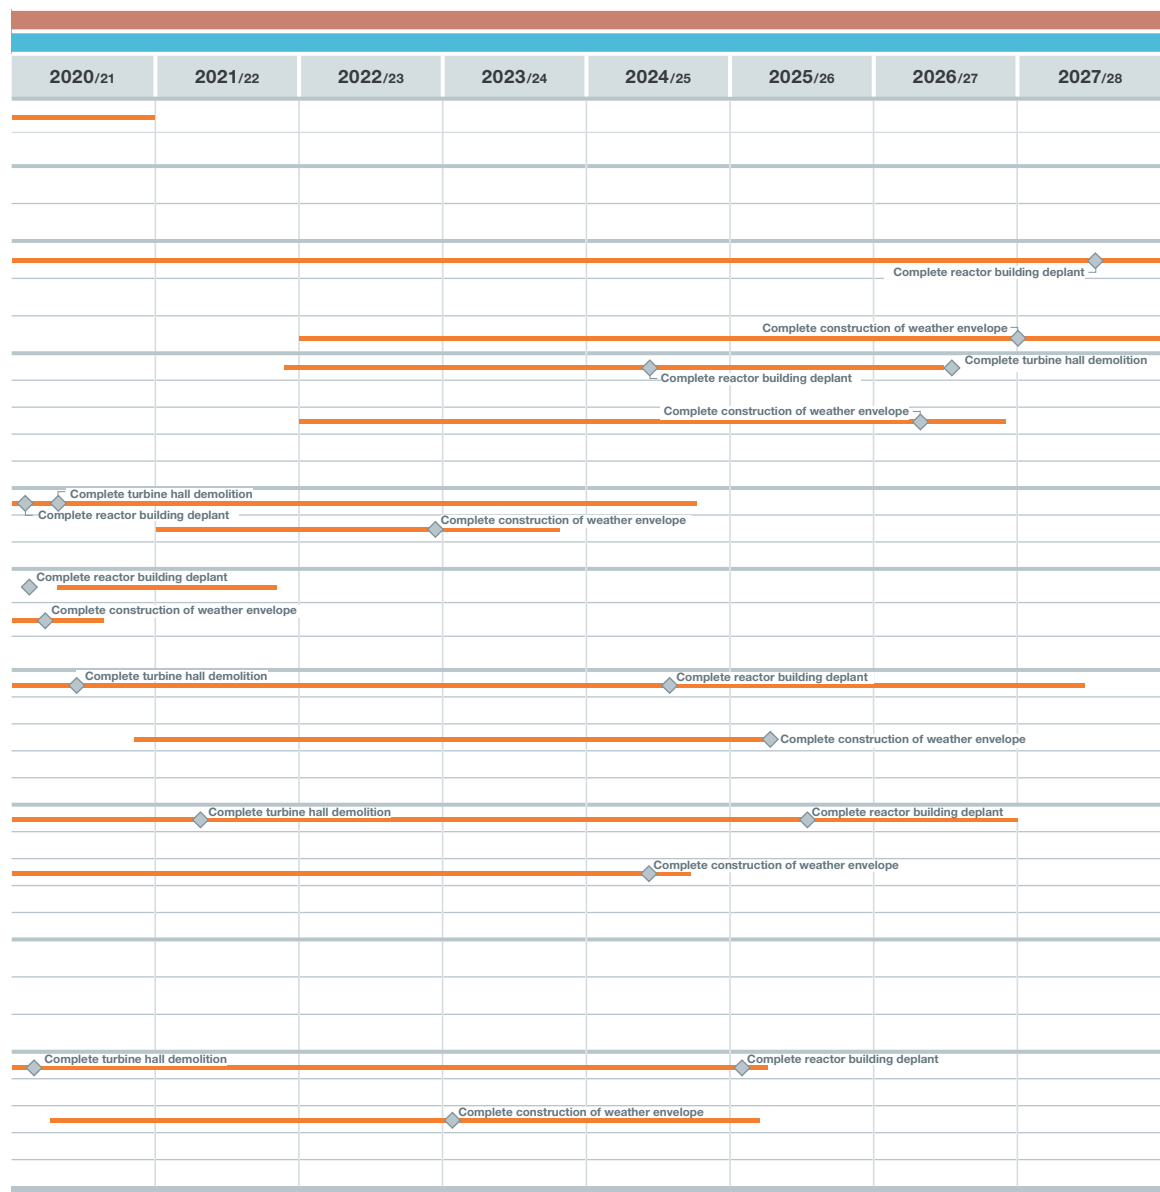 2020/21 2021/22 2022/23 2023/24 2024/25 2025/26 2026/27 2027/28
Complete reactor building deplant
Complete construction of weather envelope
Complete turbine hall demolition
Complete reactor building deplant
Complete construction of weather envelope
Complete turbine hall demolition
Complete reactor building deplant
Complete construction of weather envelope
Complete reactor building deplant
Complete construction of weather envelope
Complete turbine hall demolition
Complete reactor building deplant
Complete construction of weather envelope
Complete turbine hall demolition
Complete reactor building deplant
Complete construction of weather envelope
Complete turbine hall demolition
Complete reactor building deplant
Complete construction of weather envelope